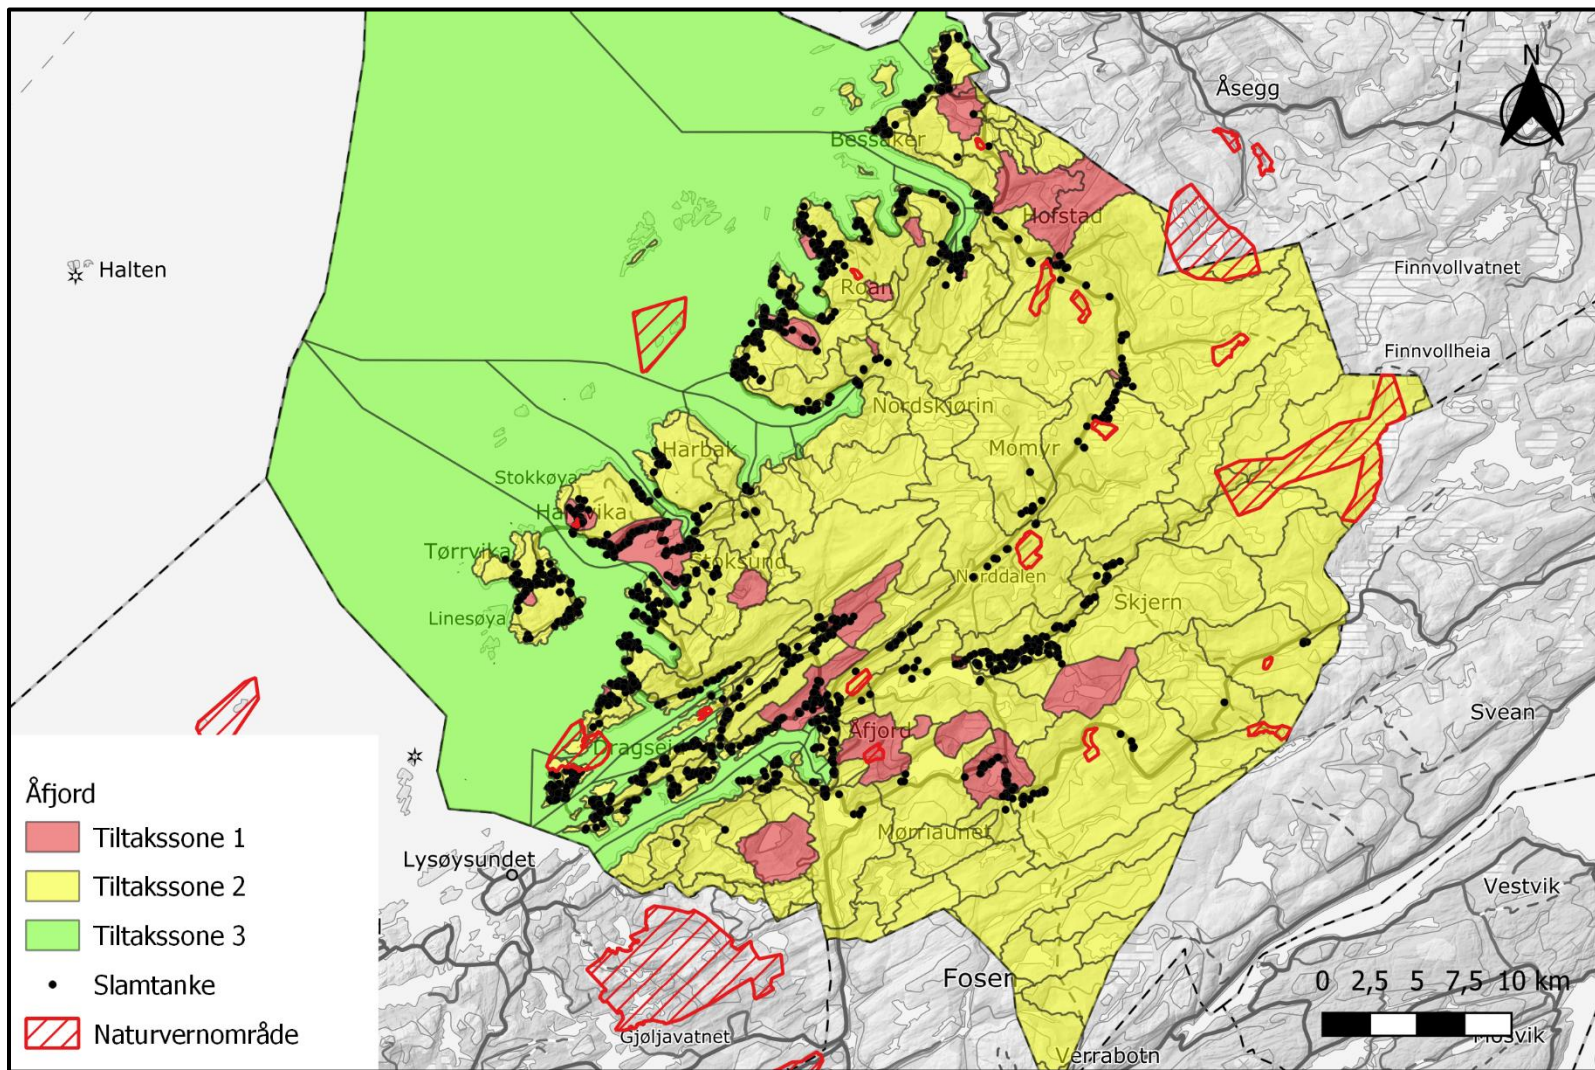 N
Åsegg
Bessaker
Hofstad
Halten
Finnvollvatnet
Roan
Finnvollheia
Nordskjørin
Harbak
Momyr
Stokkøya
Tørrvika
Stoksund
Norddalen
Skjern
Linesøya
Svean
Åfjord
Dragsei
Åfjord
Tiltakssone 1
Tiltakssone 2
Tiltakssone 3
Slamtanke
Naturvernområde
Mørriaunet
Lysøysundet
Vestvik
Fosen
0 2,5 5 7,5 10 km
Gjøljavatnet
Verrabotn